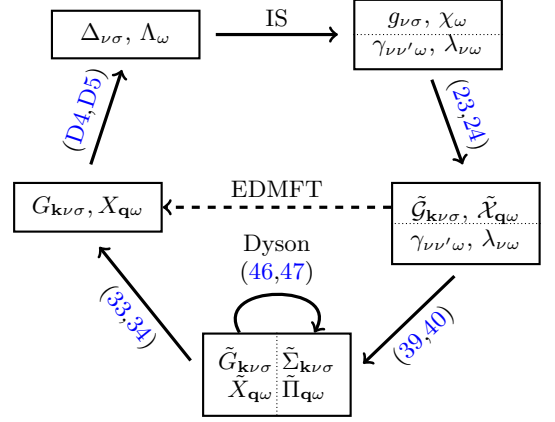 Δ_{νσ}, Λ_ω
IS
g_{νσ}, χ_ω
γ_{νν′ω}, λ_{νω}
(D4,D5)
(23,24)
G_{𝐤νσ}, X_{𝐪ω}
EDMFT
𝒢̃_{𝐤νσ}, 𝒳̃_{𝐪ω}
γ_{νν′ω}, λ_{νω}
Dyson
(46,47)
(33,34)
(39,40)
G̃_{𝐤νσ} Σ̃_{𝐤νσ}
X̃_{𝐪ω} Π̃_{𝐪ω}